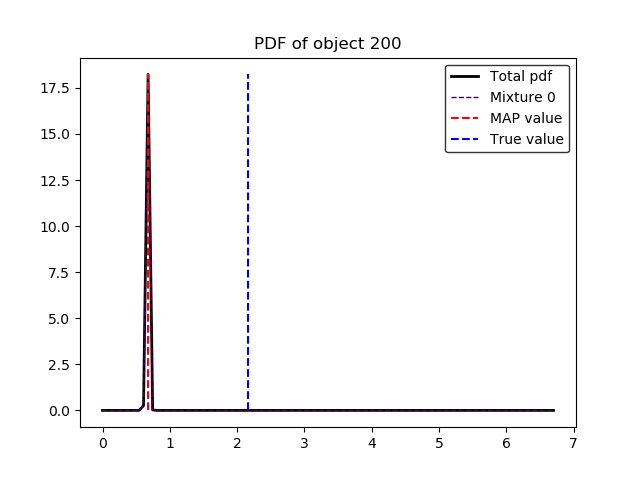 PDF of object 200
Total pdf
Mixture 0
MAP value
True value
17.5
15.0
12.5
10.0
7.5
5.0
2.5
0.0
0 1 2 3 4 5 6 7